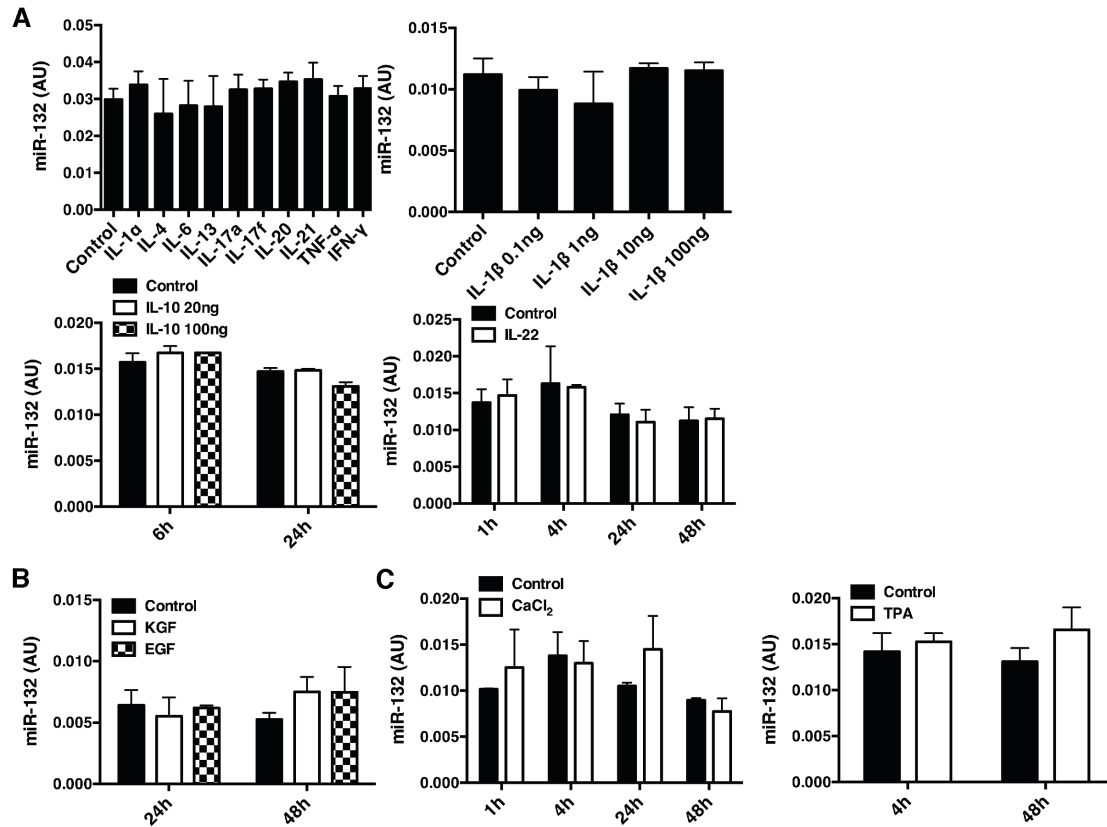 A
miR-132 (AU)
0.05
0.04
0.03
0.02
0.01
0.00
Control
IL-1α
IL-4
IL-6
IL-13
IL-17a
IL-17f
IL-20
IL-21
TNF-α
IFN-γ
miR-132 (AU)
0.015
0.010
0.005
0.000
Control
IL-1β 0.1ng
IL-1β 1ng
IL-1β 10ng
IL-1β 100ng
Control
IL-10 20ng
IL-10 100ng
miR-132 (AU)
0.020
0.015
0.010
0.005
0.000
6h
24h
Control
IL-22
miR-132 (AU)
0.025
0.020
0.015
0.010
0.005
0.000
1h
4h
24h
48h
B
Control
KGF
EGF
miR-132 (AU)
0.015
0.010
0.005
0.000
24h
48h
C
Control
CaCl2
miR-132 (AU)
0.020
0.015
0.010
0.005
0.000
1h
4h
24h
48h
Control
TPA
miR-132 (AU)
0.020
0.015
0.010
0.005
0.000
4h
48h